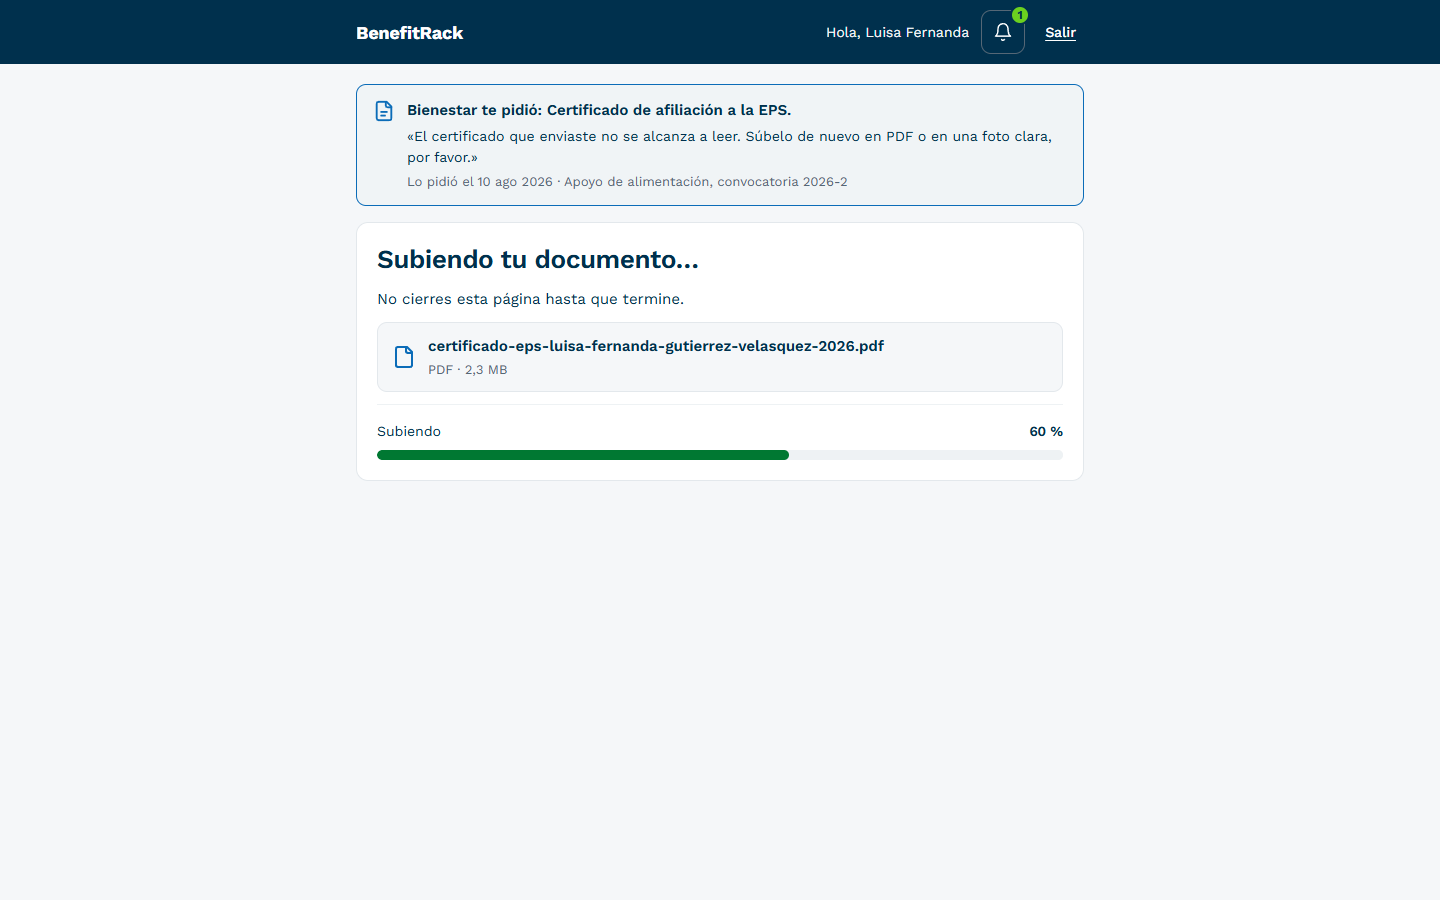 BenefitRack
Hola, Luisa Fernanda
1
Salir
Bienestar te pidió: Certificado de afiliación a la EPS.
«El certificado que enviaste no se alcanza a leer. Súbelo de nuevo en PDF o en una foto clara,
por favor.»
Lo pidió el 10 ago 2026 · Apoyo de alimentación, convocatoria 2026-2
Subiendo tu documento...
No cierres esta página hasta que termine.
certificado-eps-luisa-fernanda-gutierrez-velasquez-2026.pdf
PDF · 2,3 MB
Subiendo
60 %